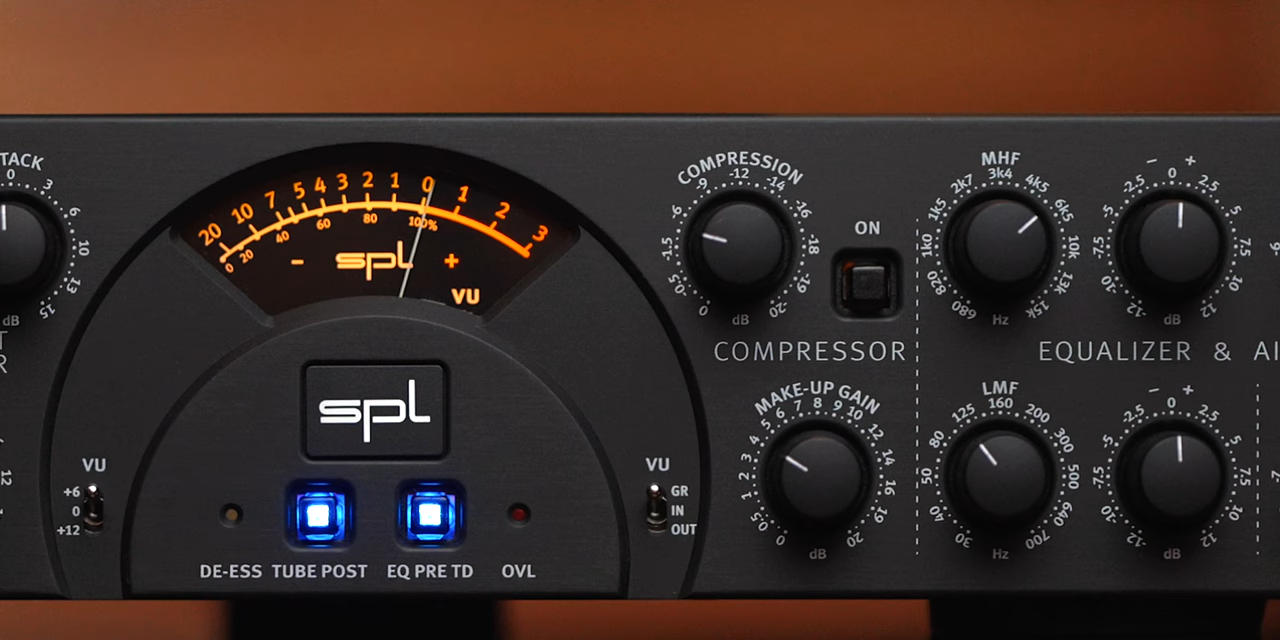 TACK
0 3 6 10 13 15
dB
T
R
12
20 10 7 5 4 3 2 1 0 1 2 3
0 20 40 60 80 100%
- spl +
VU
spl
VU
+6
0
+12
DE-ESS TUBE POST EQ PRE TD OVL
VU
GR
IN
OUT
COMPRESSION
0 -0.5 -1.5 -6 -9 -12 -14 -16 -18 -19 20
dB
ON
COMPRESSOR
MAKE-UP GAIN
0 0.5 1 2 3 4 5 6 7 8 9 10 12 14 16 19 20
dB
MHF
680 820 1k0 1k5 2k7 3k4 4k5 6k5 10k 13k 15k
Hz
- +
-12 -10 -7.5 -5 -2.5 0 2.5 5 7.5 10 12
dB
EQUALIZER & AI
LMF
30 40 50 80 125 160 200 300 500 640 700
Hz
- +
-12 -10 -7.5 -5 -2.5 0 2.5 5 7.5 10 12
dB